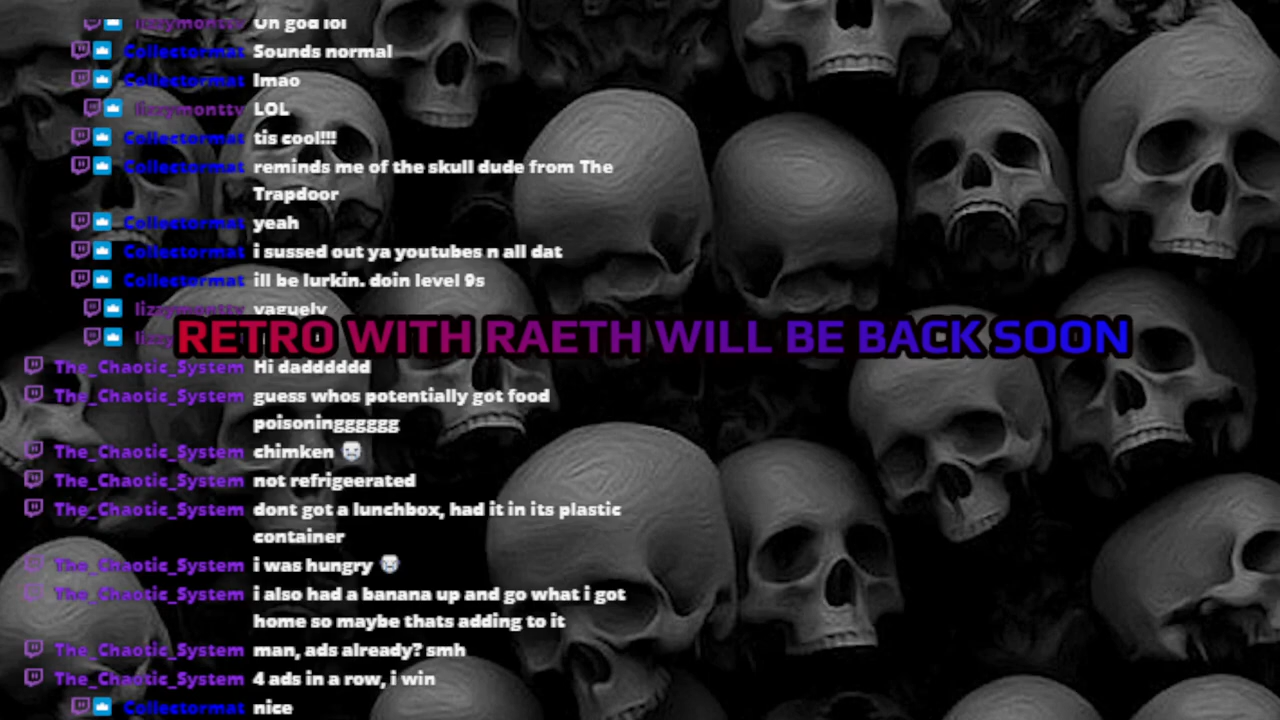 lizzymonttv Oh god lol
Collectormat Sounds normal
Collectormat lmao
lizzymonttv LOL
Collectormat tis cool!!!
Collectormat reminds me of the skull dude from The
Trapdoor
Collectormat yeah
Collectormat i sussed out ya youtubes n all dat
Collectormat ill be lurkin. doin level 9s
lizzymonttv vaguely
RETRO WITH RAETH WILL BE BACK SOON
The_Chaotic_System Hi dadddddd
The_Chaotic_System guess whos potentially got food
poisoningggggg
The_Chaotic_System chimken
The_Chaotic_System not refrigeerated
The_Chaotic_System dont got a lunchbox, had it in its plastic
container
The_Chaotic_System i was hungry
The_Chaotic_System i also had a banana up and go what i got
home so maybe thats adding to it
The_Chaotic_System man, ads already? smh
The_Chaotic_System 4 ads in a row, i win
Collectormat nice